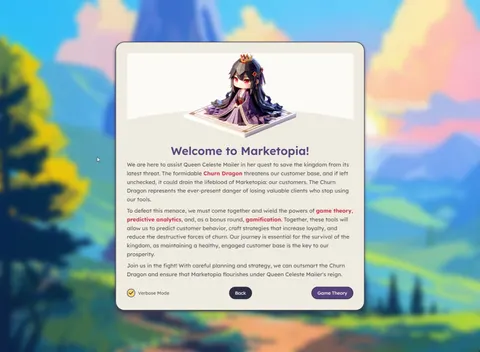 Welcome to Marketopia!
We are here to assist Queen Celeste Maiier in her quest to save the kingdom from its
latest threat. The formidable Churn Dragon threatens our customer base, and if left
unchecked, it could drain the lifeblood of Marketopia: our customers. The Churn
Dragon represents the ever-present danger of losing valuable clients who stop using
our tools.
To defeat this menace, we must come together and wield the powers of game theory,
predictive analytics, and, as a bonus round, gamification. Together, these tools will
allow us to predict customer behavior, craft strategies that increase loyalty, and
reduce the destructive forces of churn. Our journey is essential for the survival of the
kingdom, as maintaining a healthy, engaged customer base is the key to our
prosperity.
Join us in the fight! With careful planning and strategy, we can outsmart the Churn
Dragon and ensure that Marketopia flourishes under Queen Celeste Maiier's reign.
Verbose Mode
Back
Game Theory